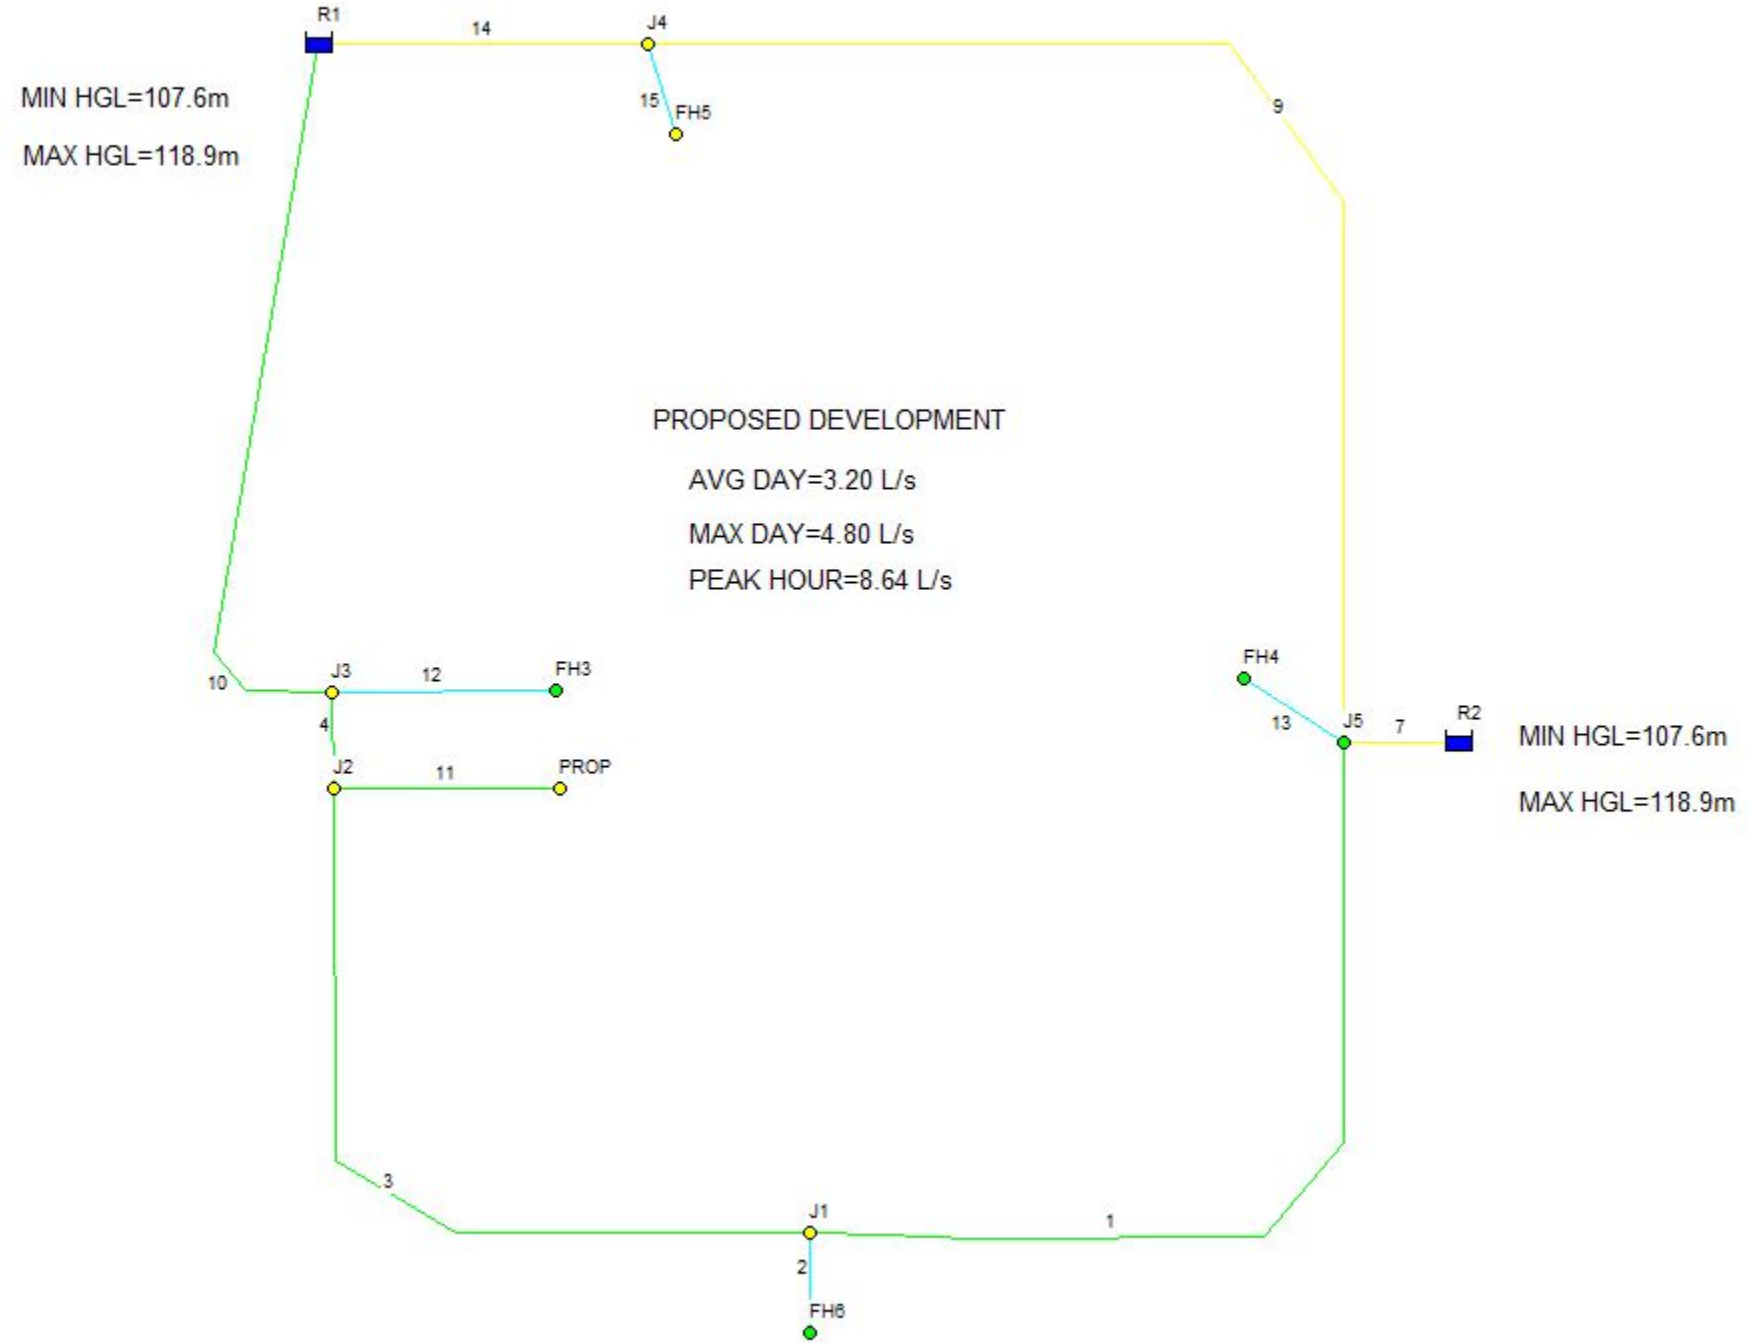 R1
14
J4
MIN HGL=107.6m
15
FH5
9
MAX HGL=118.9m
PROPOSED DEVELOPMENT
AVG DAY=3.20 L/s
MAX DAY=4.80 L/s
PEAK HOUR=8.64 L/s
J3
12
FH3
10
4
FH4
13
J5
7
R2
MIN HGL=107.6m
J2
11
PROP
MAX HGL=118.9m
3
J1
1
2
FH6